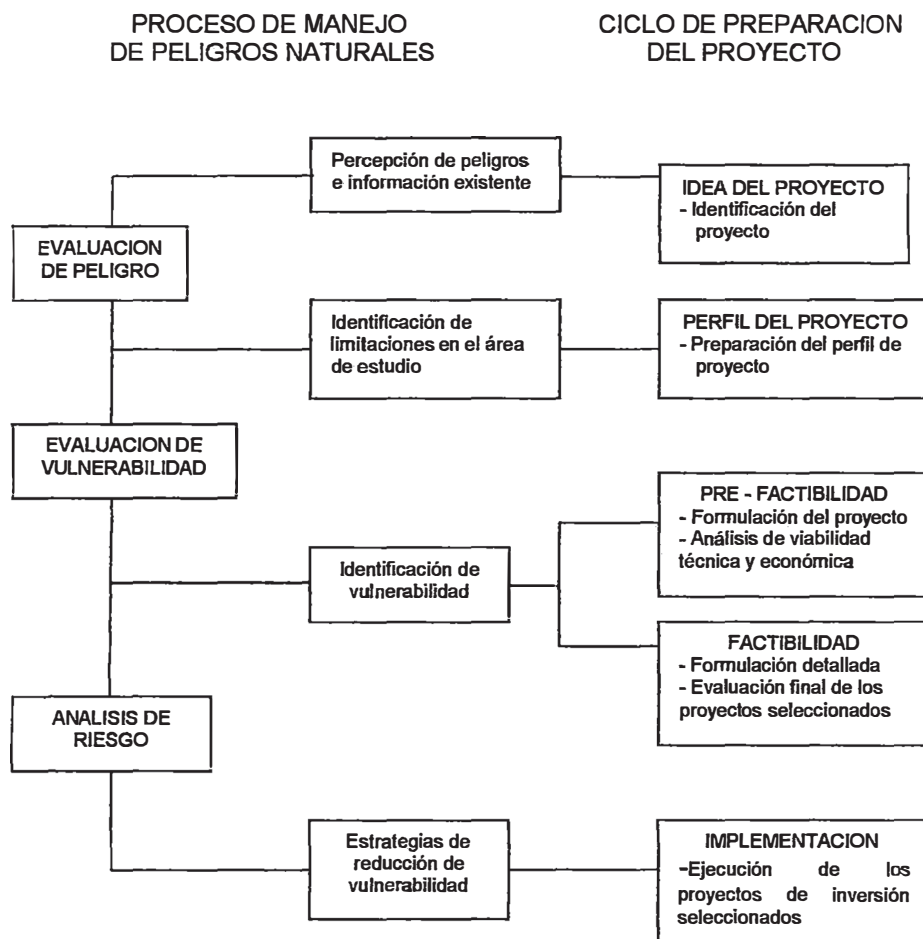 PROCESO DE MANEJO
DE PELIGROS NATURALES
CICLO DE PREPARACION
DEL PROYECTO
Percepción de peligros
e información existente
IDEA DEL PROYECTO
- Identificación del
proyecto
EVALUACION
DE PELIGRO
Identificación de
limitaciones en el área
de estudio
PERFIL DEL PROYECTO
- Preparación del perfil de
proyecto
EVALUACION DE
VULNERABILIDAD
PRE - FACTIBILIDAD
- Formulación del proyecto
- Análisis de viabilidad
técnica y económica
Identificación de
vulnerabilidad
FACTIBILIDAD
- Formulación detallada
- Evaluación final de los
proyectos seleccionados
ANALISIS DE
RIESGO
Estrategias de
reducción de
vulnerabilidad
IMPLEMENTACION
-Ejecución de los
proyectos de inversión
seleccionados